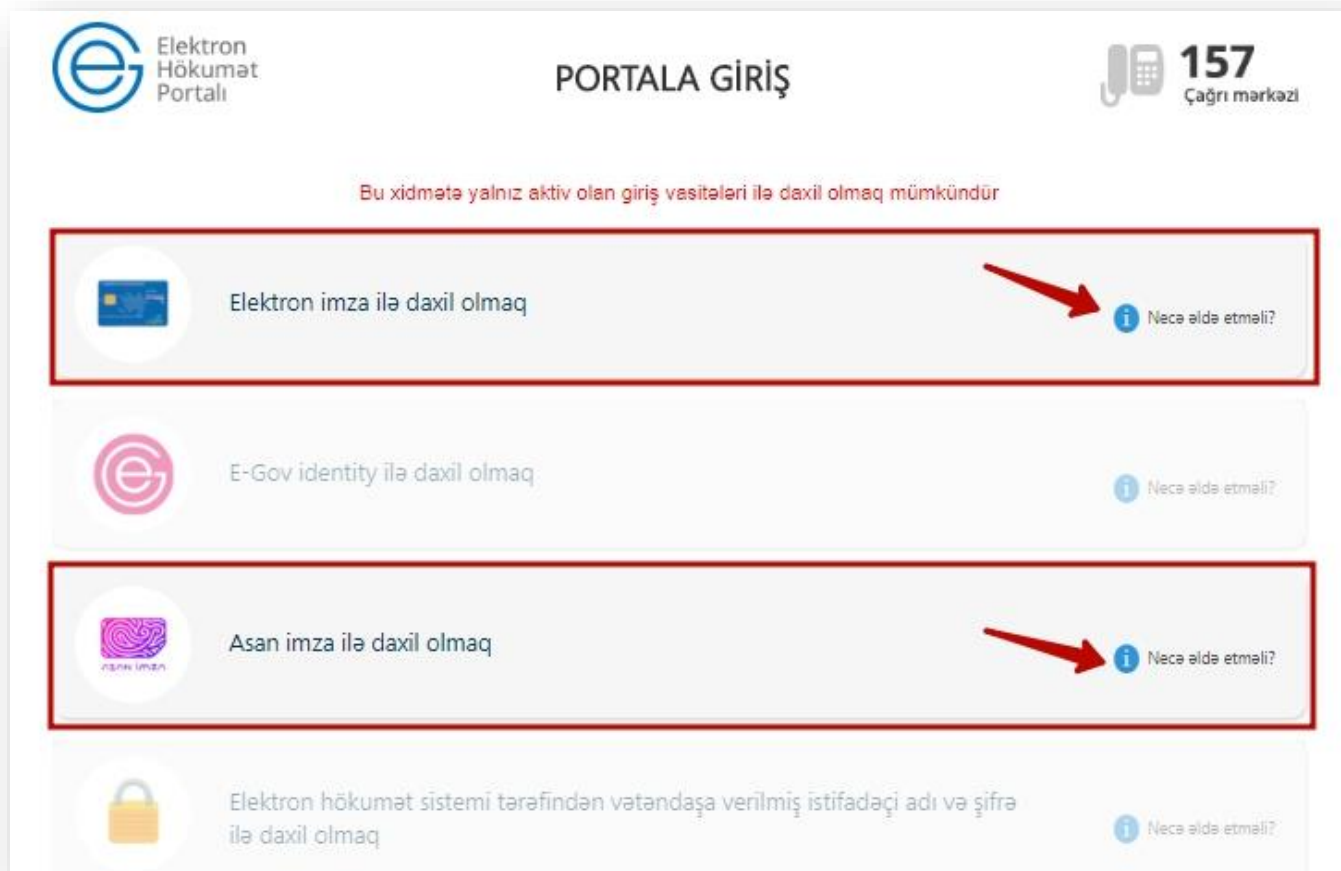 Elektron
Hökumət
Portalı
PORTALA GİRİŞ
157
Çağrı mərkəzi
Bu xidmətə yalnız aktiv olan giriş vasitələri ilə daxil olmaq mümkündür
Elektron imza ilə daxil olmaq
Necə əldə etməli?
E-Gov identity ilə daxil olmaq
Necə əldə etməli?
asan imza
Asan imza ilə daxil olmaq
Necə əldə etməli?
Elektron hökumət sistemi tərəfindən vətəndaşa verilmiş istifadəçi adı və şifrə
ilə daxil olmaq
Necə əldə etməli?